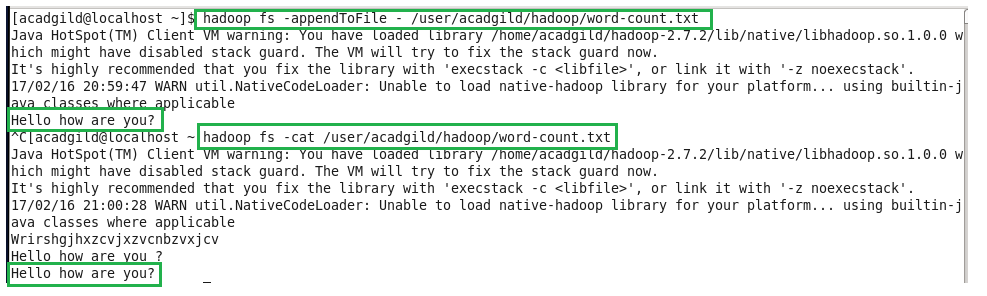 [acadgild@localhost ~]$ hadoop fs -appendToFile - /user/acadgild/hadoop/word-count.txt
Java HotSpot(TM) Client VM warning: You have loaded library /home/acadgild/hadoop-2.7.2/lib/native/libhadoop.so.1.0.0 w
hich might have disabled stack guard. The VM will try to fix the stack guard now.
It's highly recommended that you fix the library with 'execstack -c <libfile>', or link it with '-z noexecstack'.
17/02/16 20:59:47 WARN util.NativeCodeLoader: Unable to load native-hadoop library for your platform... using builtin-j
ava classes where applicable
Hello how are you?
^C[acadgild@localhost ~ hadoop fs -cat /user/acadgild/hadoop/word-count.txt
Java HotSpot(TM) Client VM warning: You have loaded library /home/acadgild/hadoop-2.7.2/lib/native/libhadoop.so.1.0.0 w
hich might have disabled stack guard. The VM will try to fix the stack guard now.
It's highly recommended that you fix the library with 'execstack -c <libfile>', or link it with '-z noexecstack'.
17/02/16 21:00:28 WARN util.NativeCodeLoader: Unable to load native-hadoop library for your platform... using builtin-j
ava classes where applicable
Wrirshgjhxzcvjxzvcnbzvxjcv
Hello how are you ?
Hello how are you?